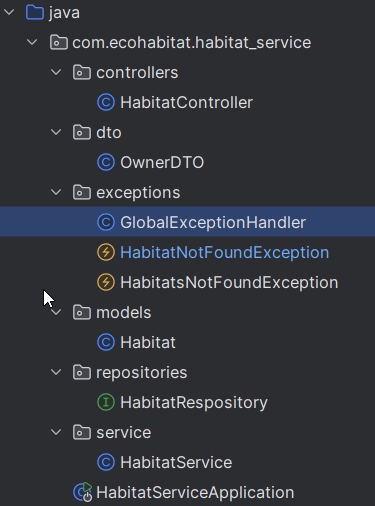 java
com.ecohabitat.habitat_service
controllers
HabitatController
dto
OwnerDTO
exceptions
GlobalExceptionHandler
HabitatNotFoundException
HabitatsNotFoundException
models
Habitat
repositories
HabitatRespository
service
HabitatService
HabitatServiceApplication